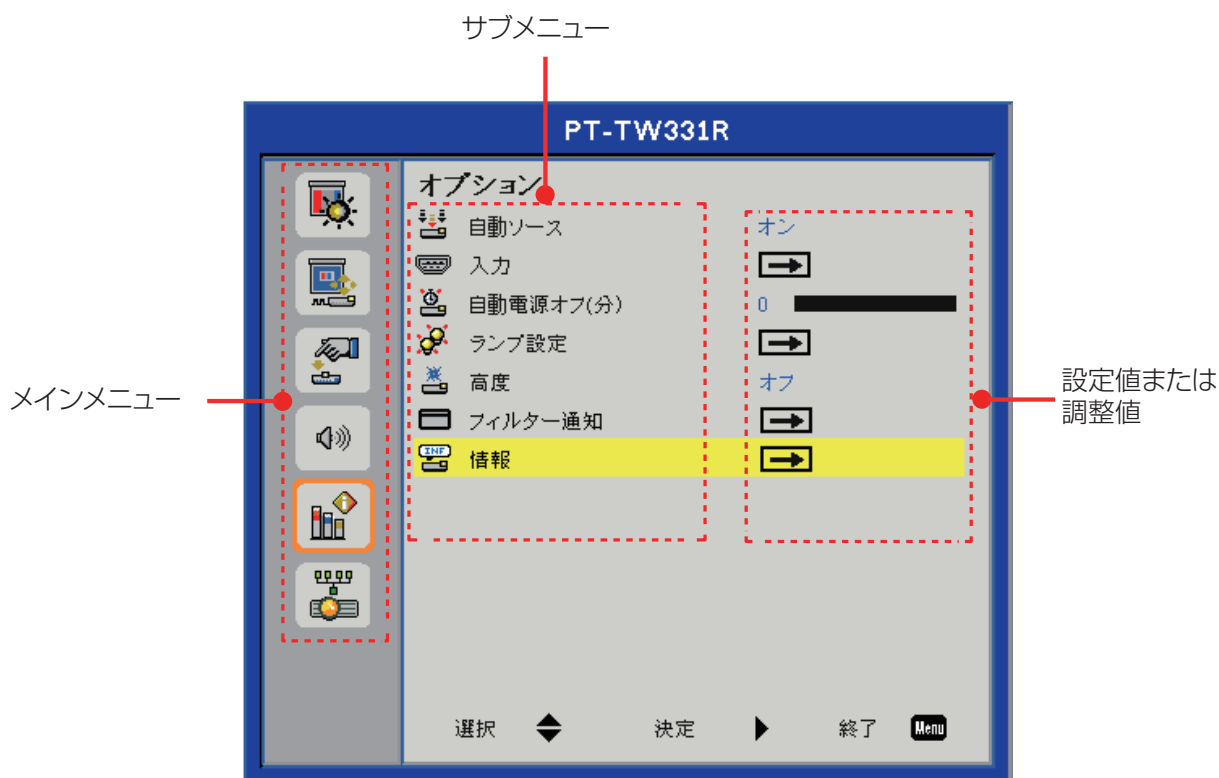 サブメニュー
PT-TW331R
オプション
自動ソース オン
入力
自動電源オフ(分) 0
ランプ設定
高度 オフ
フィルター通知
INF 情報
メインメニュー
設定値または
調整値
選択 決定 終了 Menu